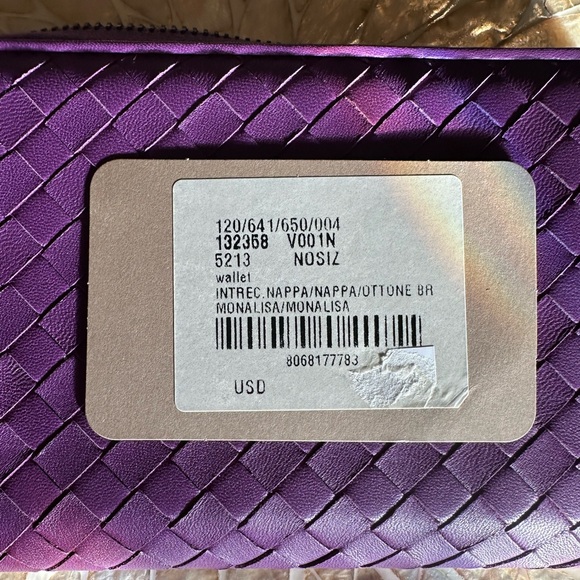 120/641/650/004
132358 V001N
5213 NOSIZ
wallet
INTREC.NAPPA/NAPPA/OTTONE BR
MONALISA/MONALISA
8068177783
USD